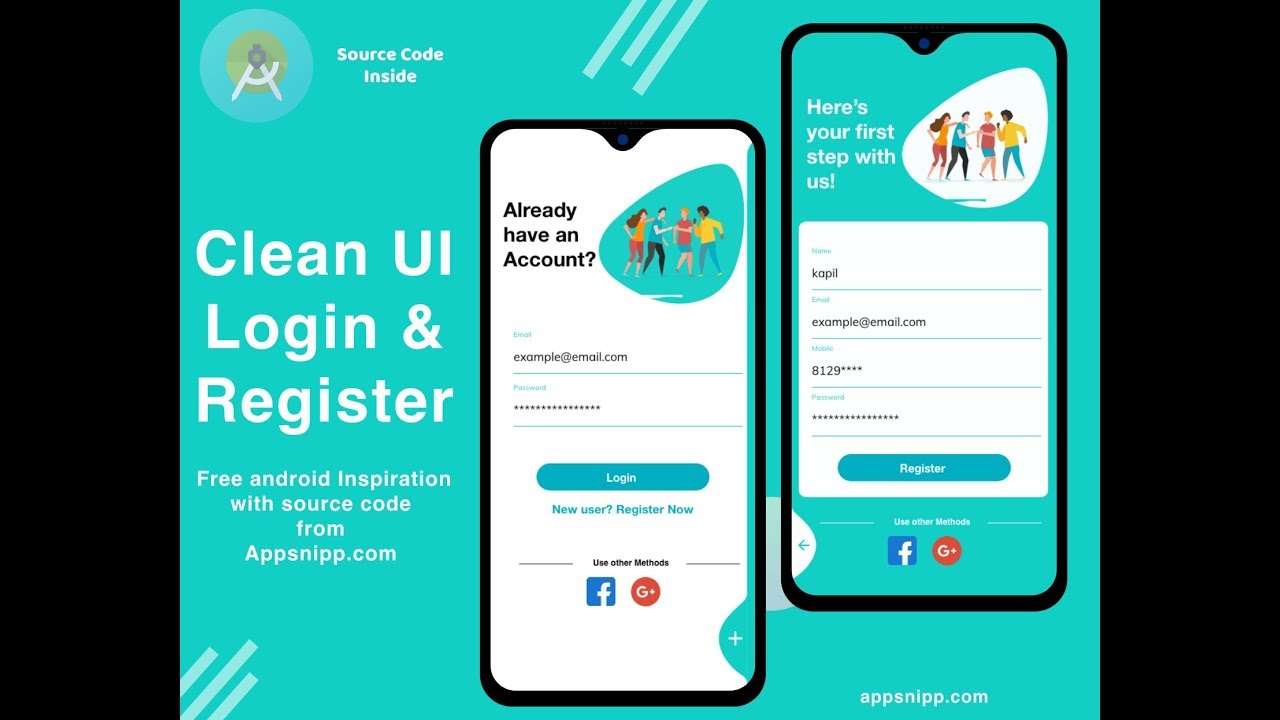 Source Code
Inside
Clean UI
Login &
Register
Free android Inspiration
with source code
from
Appsnipp.com
Already
have an
Account?
Email
example@email.com
Password
****************
Login
New user? Register Now
Use other Methods
f
G+
+
Here's
your first
step with
us!
Name
kapil
Email
example@email.com
Mobile
8129****
Password
****************
Register
Use other Methods
f
G+
appsnipp.com